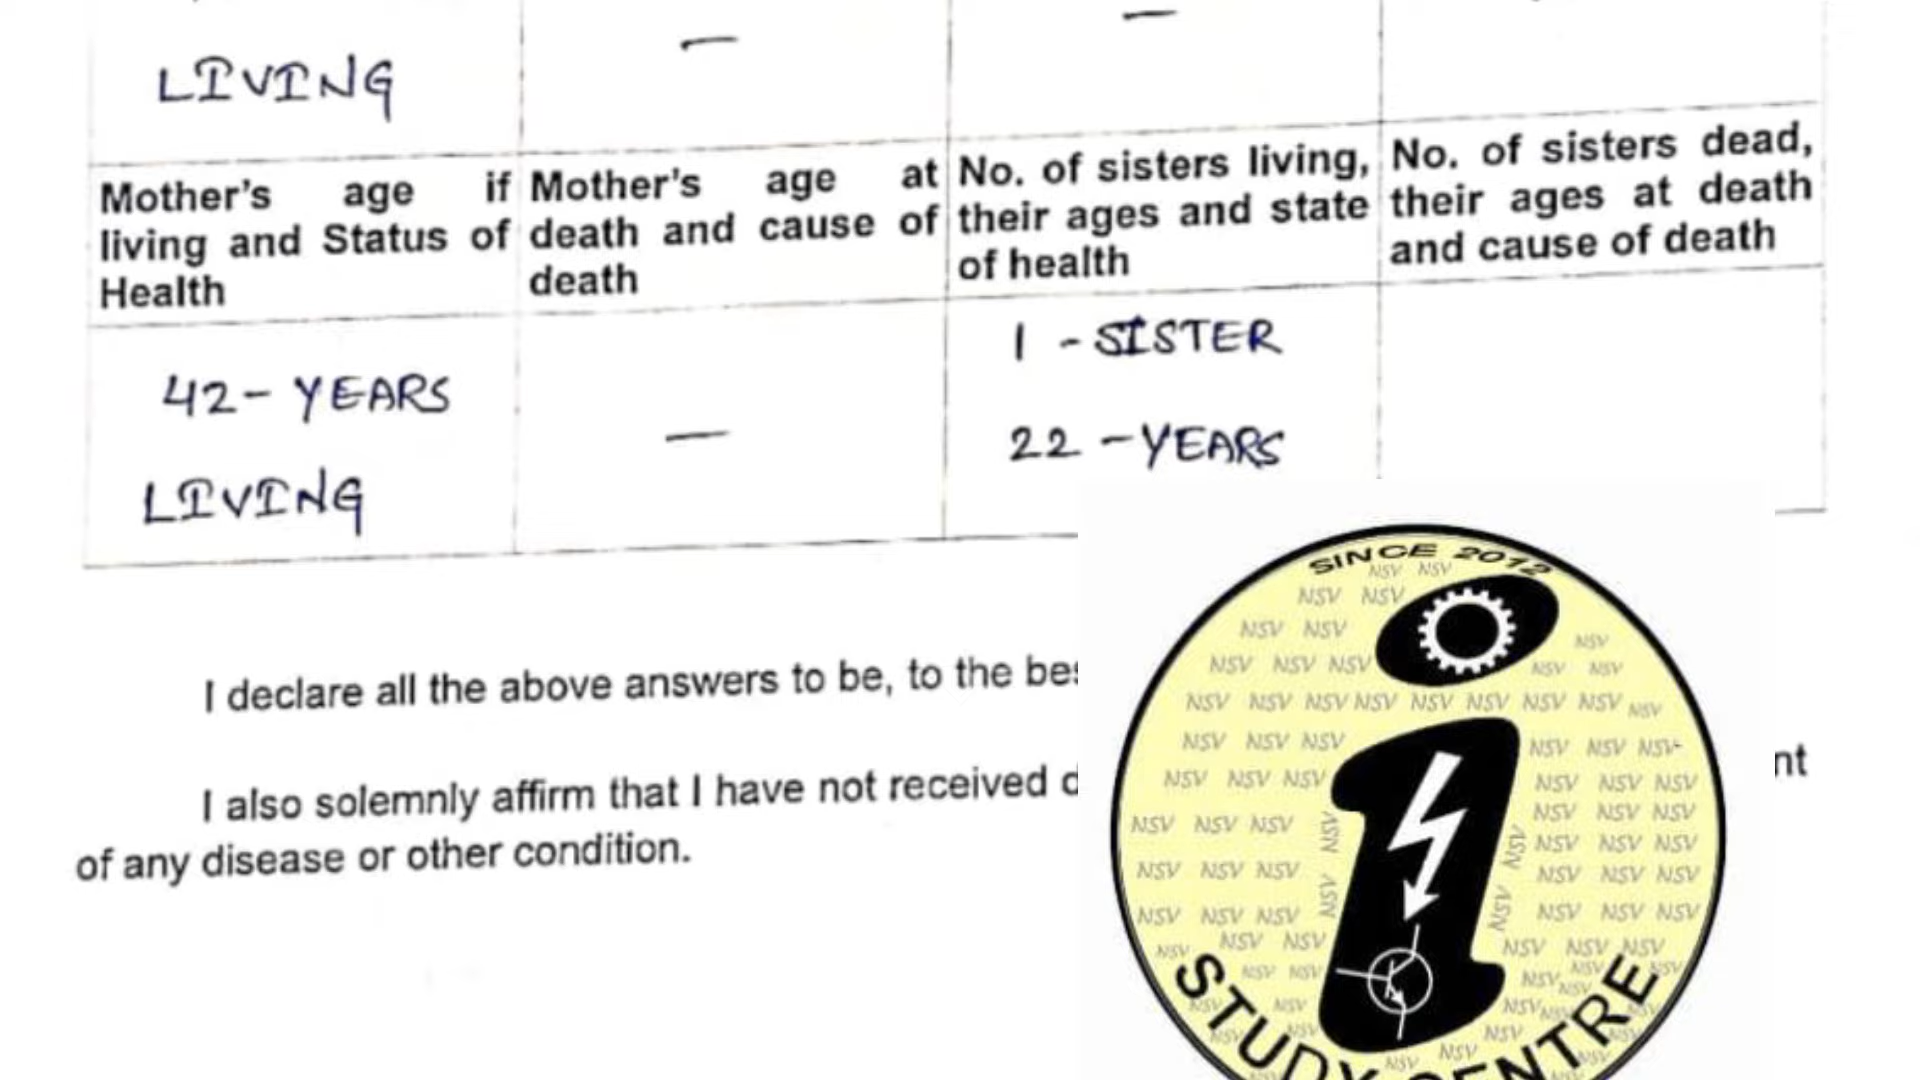 LIVING
Mother's age if living and Status of Health
Mother's age at death and cause of death
No. of sisters living, their ages and state of health
No. of sisters dead, their ages at death and cause of death
42 - YEARS
LIVING
1 - SISTER
22 - YEARS
I declare all the above answers to be, to the
I also solemnly affirm that I have not received
of any disease or other condition.
SINCE 2012
NSV
STUDY CENTRE